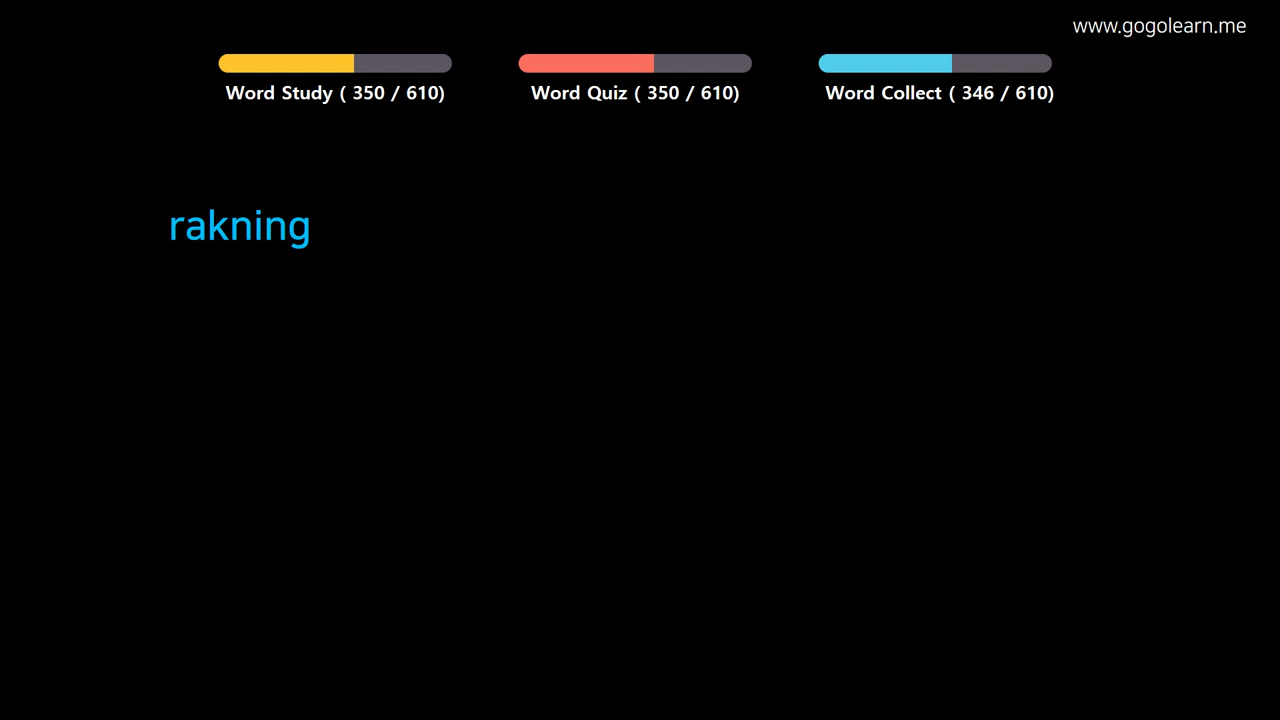 www.gogolearn.me
Word Study ( 350 / 610)
Word Quiz ( 350 / 610)
Word Collect ( 346 / 610)
rakning